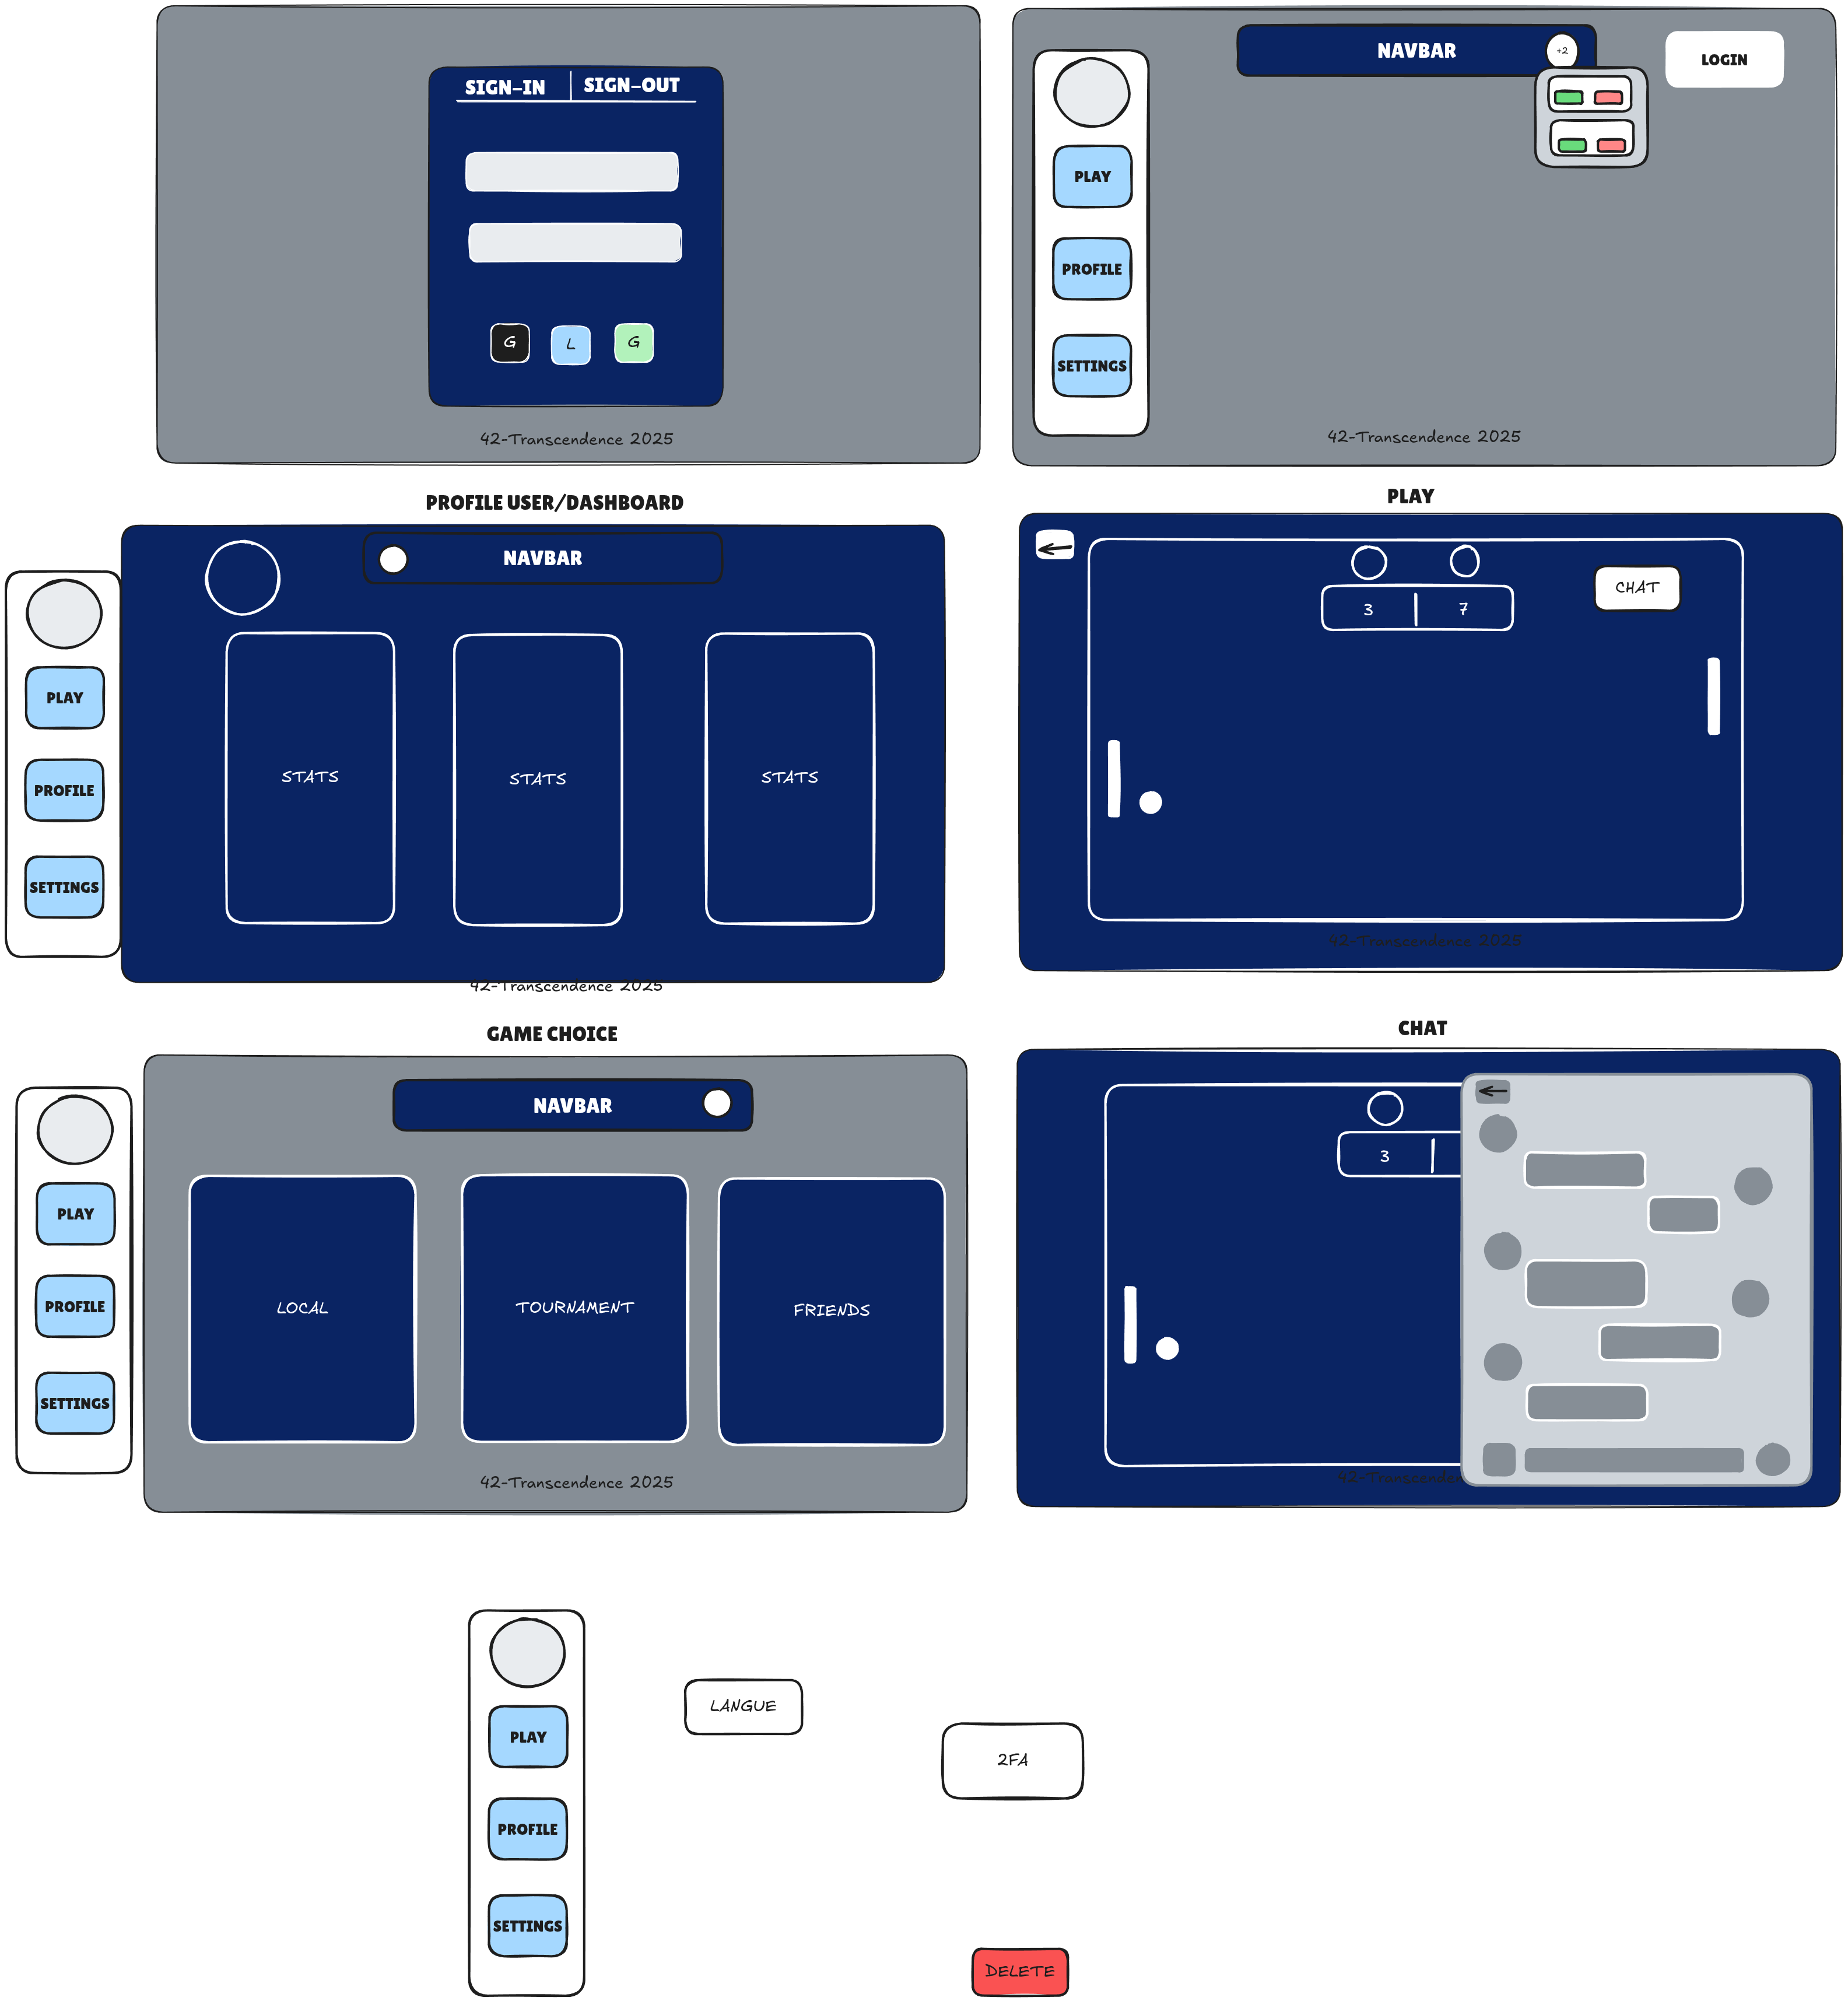 SIGN-IN
SIGN-OUT
G
L
G
42-Transcendence 2025
NAVBAR
+2
LOGIN
PLAY
PROFILE
SETTINGS
42-Transcendence 2025
PROFILE USER/DASHBOARD
NAVBAR
PLAY
PROFILE
SETTINGS
STATS
STATS
STATS
42-Transcendence 2025
PLAY
3
7
CHAT
42-Transcendence 2025
GAME CHOICE
NAVBAR
PLAY
PROFILE
SETTINGS
LOCAL
TOURNAMENT
FRIENDS
42-Transcendence 2025
CHAT
3
PLAY
PROFILE
SETTINGS
LANGUE
2FA
DELETE